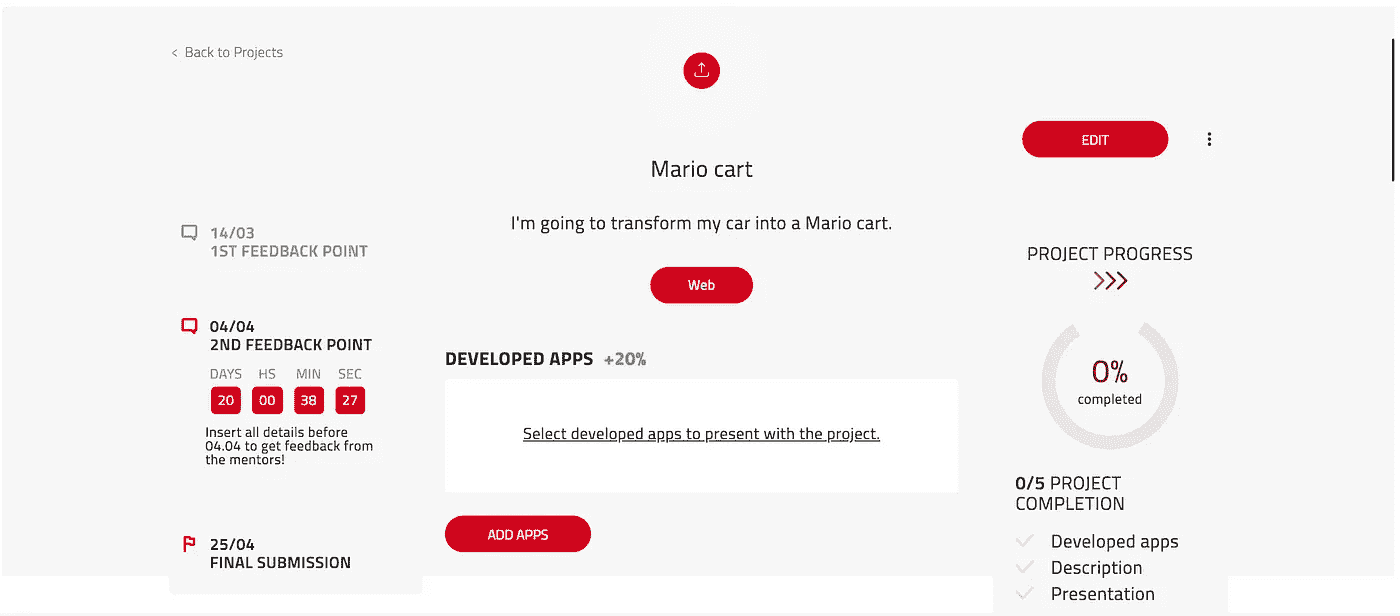 < Back to Projects
EDIT
Mario cart
I'm going to transform my car into a Mario cart.
Web
14/03
1ST FEEDBACK POINT
04/04
2ND FEEDBACK POINT
DAYS HS MIN SEC
20 00 38 27
Insert all details before
04.04 to get feedback from
the mentors!
25/04
FINAL SUBMISSION
DEVELOPED APPS +20%
Select developed apps to present with the project.
ADD APPS
PROJECT PROGRESS
0%
completed
0/5 PROJECT
COMPLETION
Developed apps
Description
Presentation